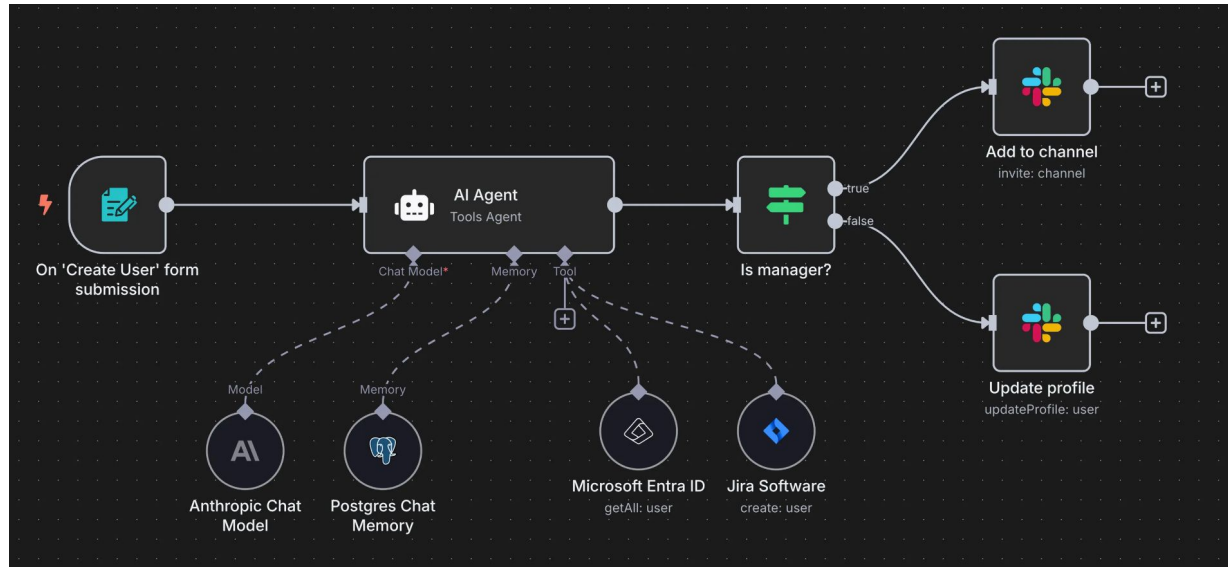 Add to channel
invite: channel
true
false
AI Agent
Tools Agent
Chat Model*
Memory
Tool
On 'Create User' form
submission
Is manager?
Update profile
updateProfile: user
Model
Memory
Anthropic Chat
Model
Postgres Chat
Memory
Microsoft Entra ID
getAll: user
Jira Software
create: user